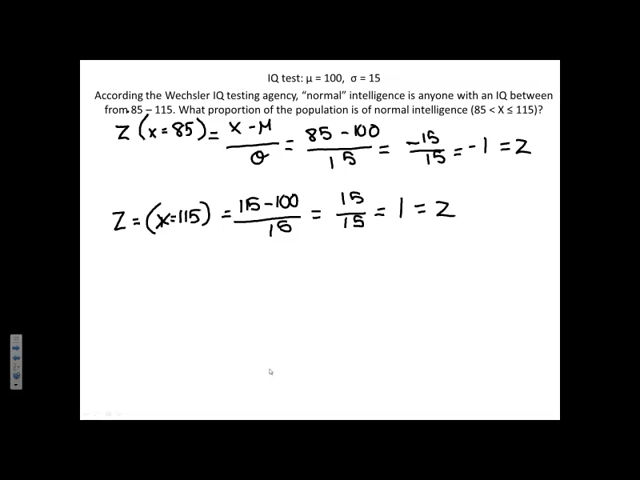 IQ test: μ = 100,  σ = 15
According the Wechsler IQ testing agency, “normal” intelligence is anyone with an IQ between
from 85 – 115. What proportion of the population is of normal intelligence (85 < X ≤ 115)?
Z (x=85) = x-μ/σ = 85-100/15 = -15/15 = -1 = Z
Z = (x=115) = 115-100/15 = 15/15 = 1 = Z